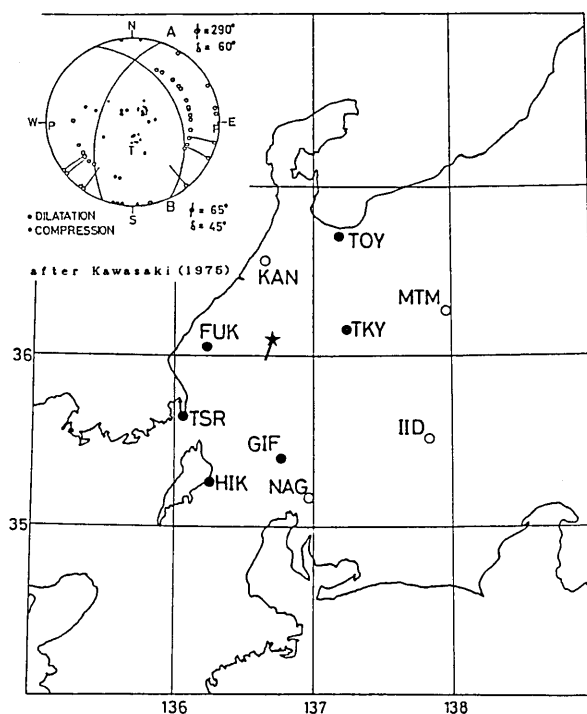 N
A
ɸ = 290°
δ = 60°
W
P
P
E
T
S
B
ɸ = 65°
δ = 45°
DILATATION
COMPRESSION
after Kawasaki (1975)
TOY
KAN
MTM
FUK
TKY
36
TSR
IID
GIF
HIK
NAG
35
136
137
138